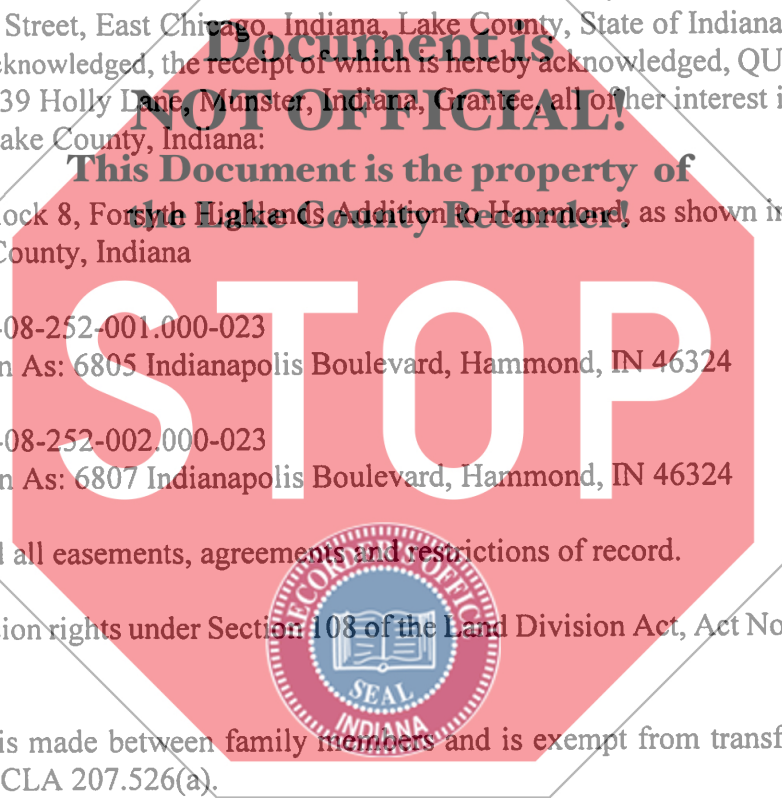 Street, East Chicago, Indiana, Lake County, State of Indiana
Document is
knowledged, the receipt of which is hereby acknowledged, QU
39 Holly Lane, Munster, Indiana, Grantee, all of her interest i
NOT OFFICIAL!
ake County, Indiana:
This Document is the property of
lock 8, Forsyth Highlands Addition to Hammond, as shown in
the Lake County Recorder!
County, Indiana
-08-252-001.000-023
n As: 6805 Indianapolis Boulevard, Hammond, IN 46324
STOP
-08-252-002.000-023
n As: 6807 Indianapolis Boulevard, Hammond, IN 46324
all easements, agreements and restrictions of record.
RECORDER'S OFFICE
ion rights under Section 108 of the Land Division Act, Act No
SEAL
INDIANA
is made between family members and is exempt from transf
CLA 207.526(a).